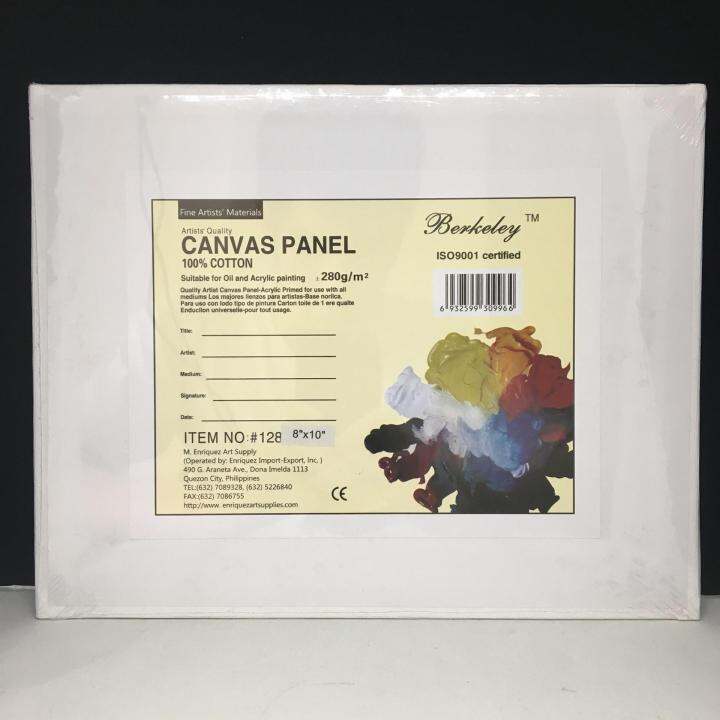 Fine Artists' Materials
Artists' Quality
CANVAS PANEL
100% COTTON
Suitable for Oil and Acrylic painting ± 280g/m²
Quality Artist Canvas Panel-Acrylic Primed for use with all
mediums Los majores lienzos para artistas-Base norlica.
Para uso con lodo tipo de pintura Carton toile de 1 ere qualte
Enduclion universelle-pour tout usage.
Title:
Artist:
Medium:
Signature:
Date:
ITEM NO:#128 8"x10"
M. Enriquez Art Supply
(Operated by: Enriquez Import-Export, Inc, )
490 G. Araneta Ave., Dona Imelda 1113
Quezon City, Philippines
TEL:(632) 7089328, (632) 5226840
FAX:(632) 7086755
http://www. enriquezartsupplies.com
CE
Berkeley TM
ISO9001 certified
6 932599 309966